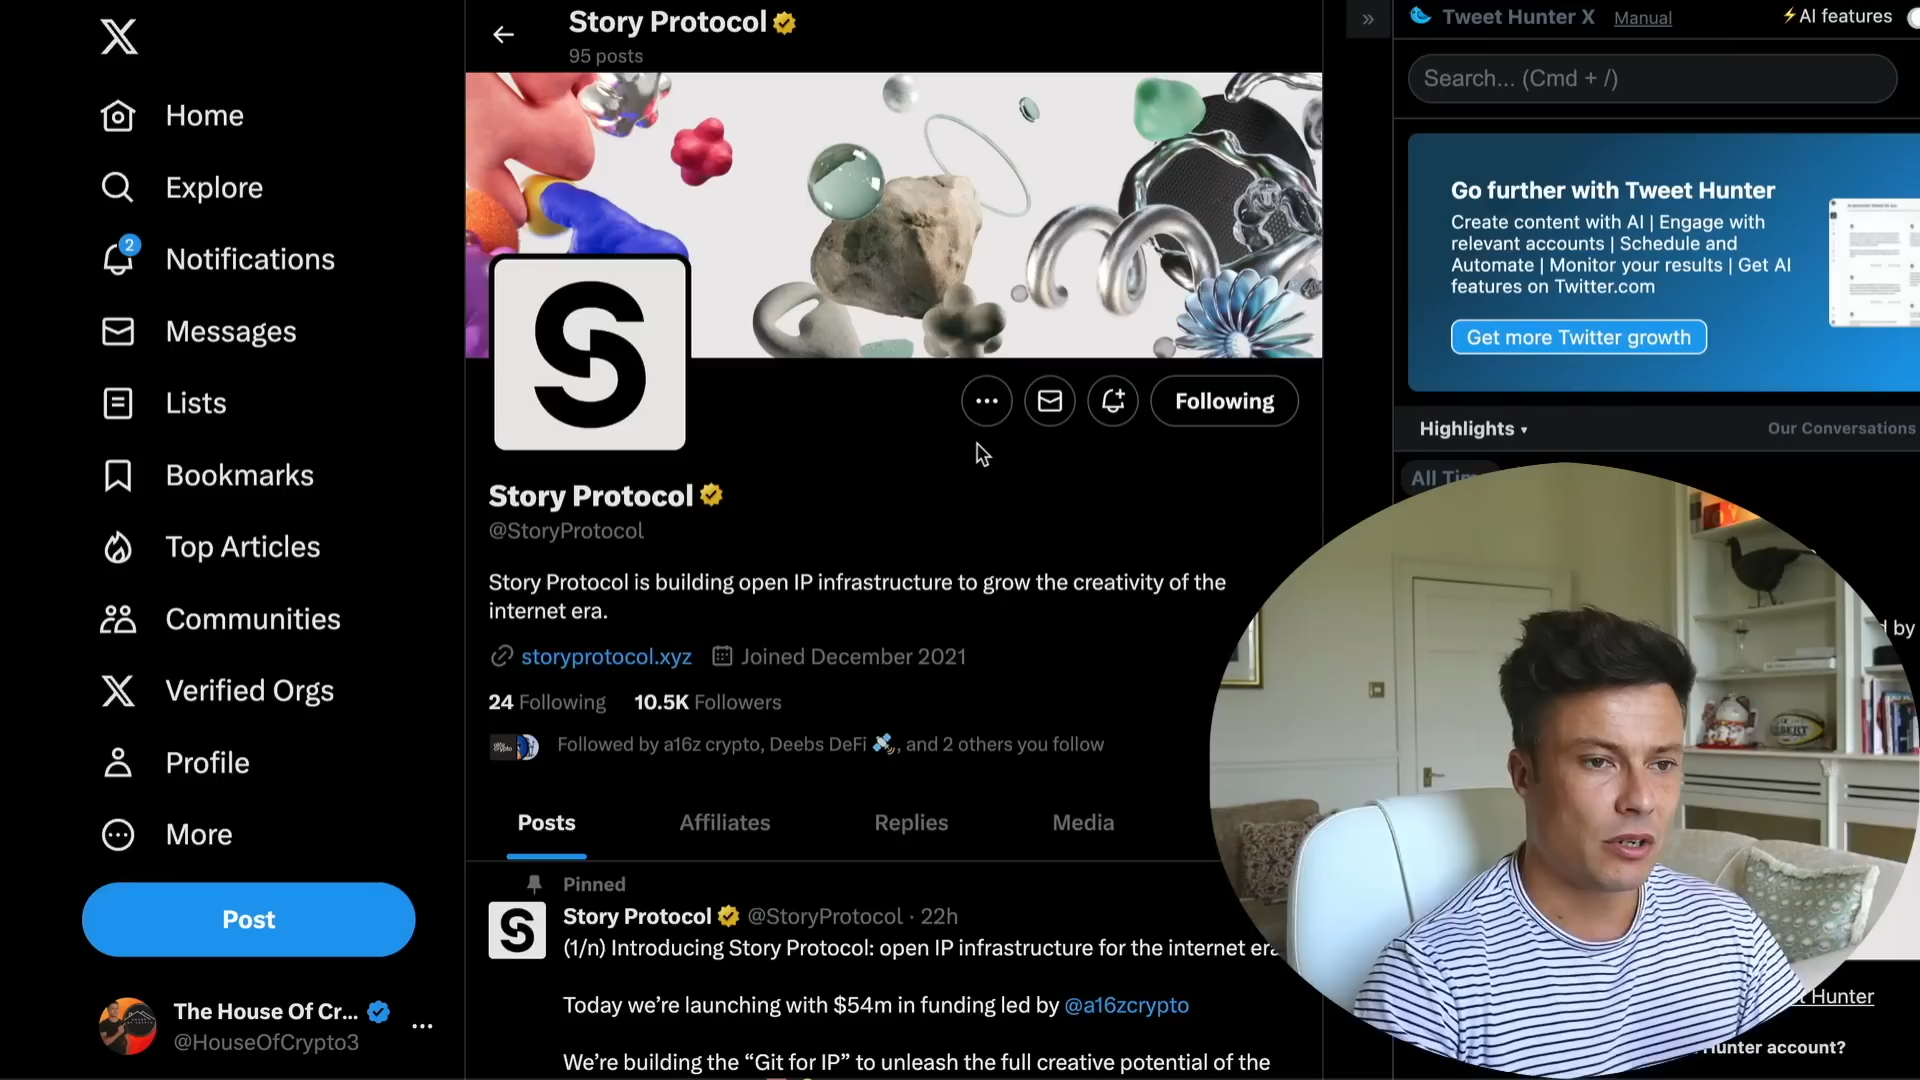 Home
Explore
2
Notifications
Messages
Lists
Bookmarks
Top Articles
Communities
Verified Orgs
Profile
More
Post
The House Of Cr...
@HouseOfCrypto3
Story Protocol
95 posts
S
Following
Story Protocol
@StoryProtocol
Story Protocol is building open IP infrastructure to grow the creativity of the
internet era.
storyprotocol.xyz Joined December 2021
24 Following 10.5K Followers
Followed by a16z crypto, Deebs DeFi 🛰️, and 2 others you follow
Posts Affiliates Replies Media
Pinned
S
Story Protocol @StoryProtocol · 22h
(1/n) Introducing Story Protocol: open IP infrastructure for the internet era
Today we’re launching with $54m in funding led by @a16zcrypto
We’re building the “Git for IP” to unleash the full creative potential of the
»
Tweet Hunter X Manual ⚡AI features
Search... (Cmd + /)
Go further with Tweet Hunter
Create content with AI | Engage with
relevant accounts | Schedule and
Automate | Monitor your results | Get AI
features on Twitter.com
Get more Twitter growth
Highlights ▾ Our Conversations
All Tim
by
Hunter
Hunter account?